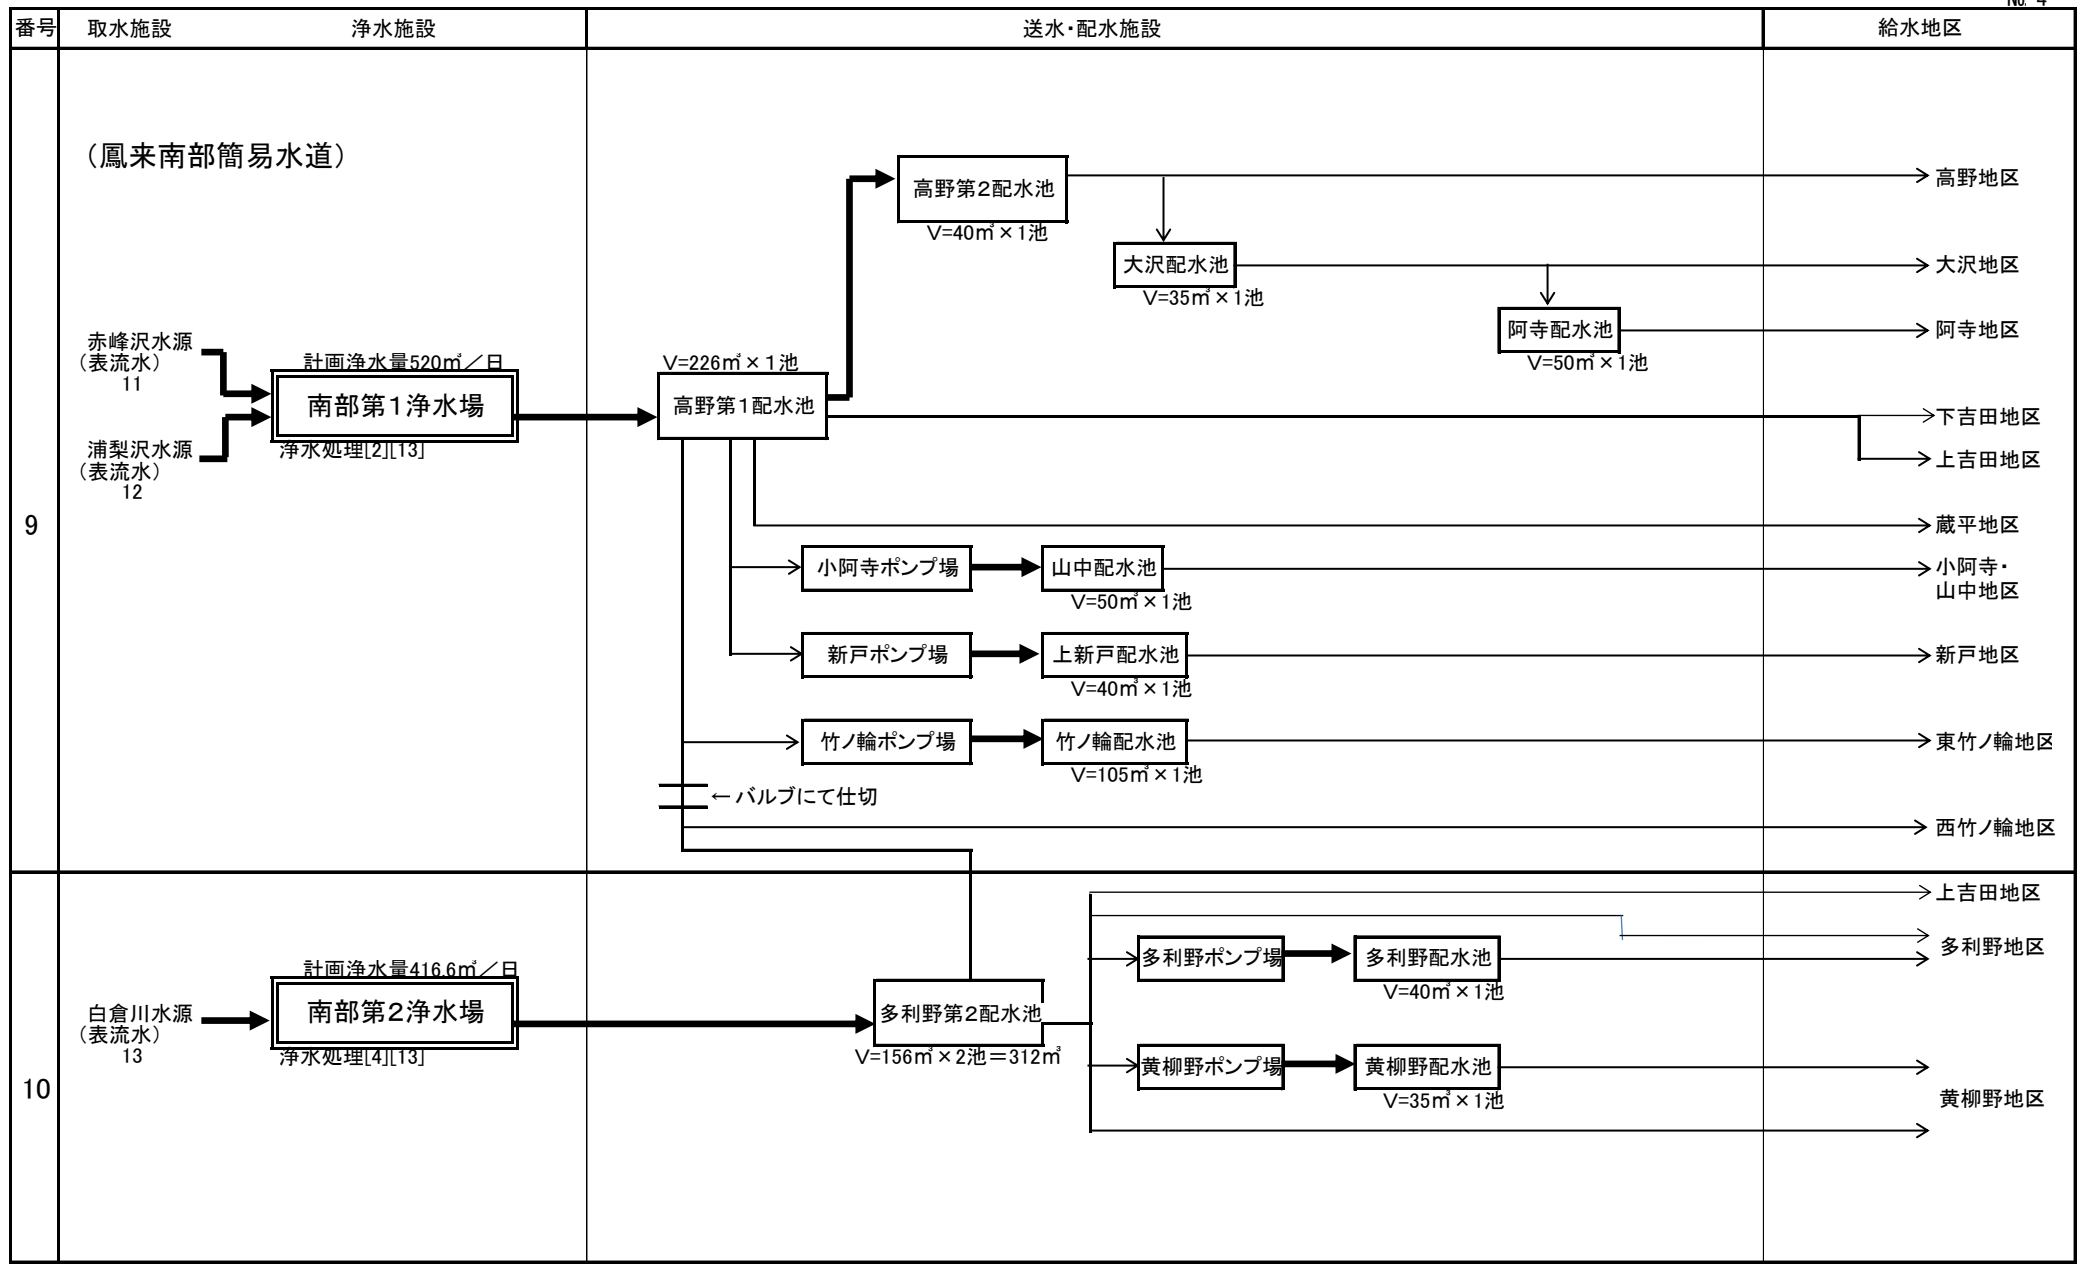 番号
取水施設
浄水施設
送水・配水施設
給水地区
9
(鳳来南部簡易水道)
赤峰沢水源
(表流水)
11
浦梨沢水源
(表流水)
12
計画浄水量520㎥／日
南部第1浄水場
浄水処理[2][13]
V=226㎥×1池
高野第1配水池
高野第2配水池
V=40㎥×1池
大沢配水池
V=35㎥×1池
阿寺配水池
V=50㎥×1池
小阿寺ポンプ場
山中配水池
V=50㎥×1池
新戸ポンプ場
上新戸配水池
V=40㎥×1池
竹ノ輪ポンプ場
竹ノ輪配水池
V=105㎥×1池
←バルブにて仕切
高野地区
大沢地区
阿寺地区
下吉田地区
上吉田地区
蔵平地区
小阿寺・
山中地区
新戸地区
東竹ノ輪地区
西竹ノ輪地区
10
白倉川水源
(表流水)
13
計画浄水量416.6㎥／日
南部第2浄水場
浄水処理[4][13]
多利野第2配水池
V=156㎥×2池＝312㎥
多利野ポンプ場
多利野配水池
V=40㎥×1池
黄柳野ポンプ場
黄柳野配水池
V=35㎥×1池
上吉田地区
多利野地区
黄柳野地区